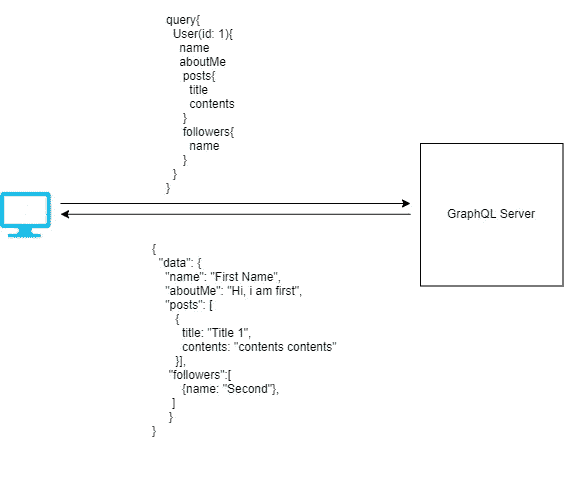 query{
User(id: 1){
name
aboutMe
posts{
title
contents
}
followers{
name
}
}
}
GraphQL Server
{
"data": {
"name": "First Name",
"aboutMe": "Hi, i am first",
"posts": [
{
title: "Title 1",
contents: "contents contents"
}],
"followers":[
{name: "Second"},
]
}
}